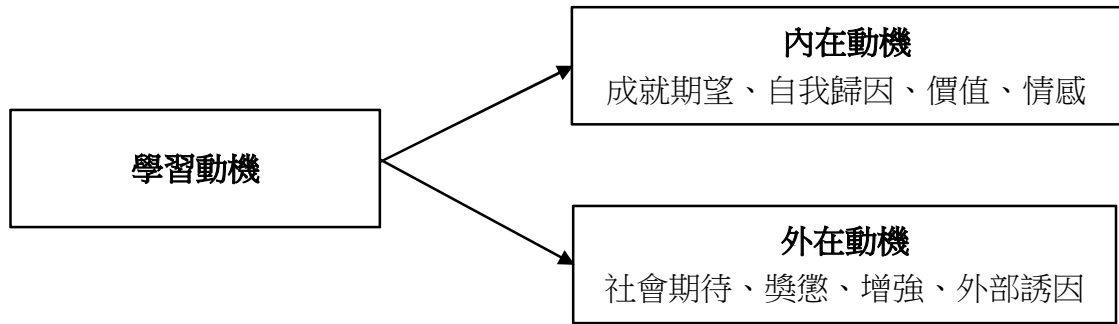 學習動機
內在動機
成就期望、自我歸因、價值、情感
外在動機
社會期待、獎懲、增強、外部誘因